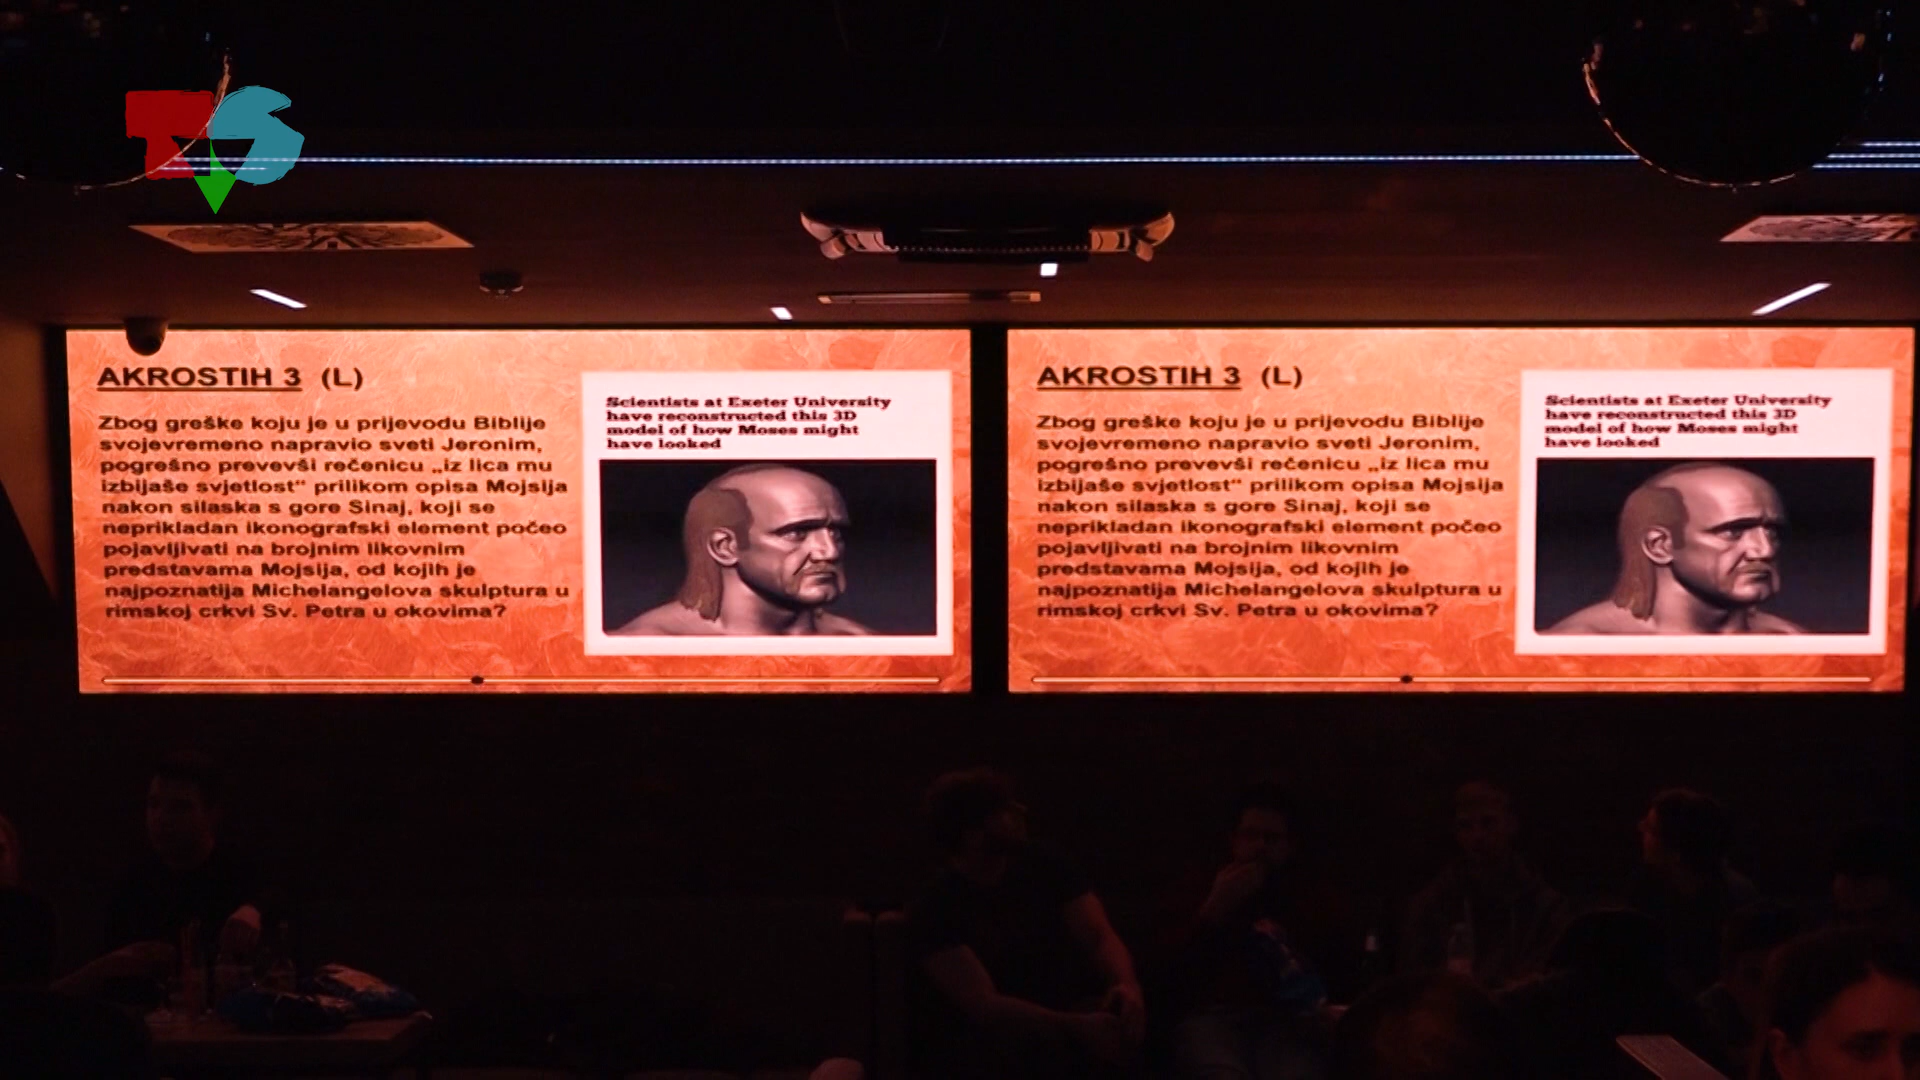 TS
AKROSTIH 3 (L)
Zbog greške koju je u prijevodu Biblije
svojevremeno napravio sveti Jeronim,
pogrešno prevevši rečenicu „iz lica mu
izbijaše svjetlost“ prilikom opisa Mojsija
nakon silaska s gore Sinaj, koji se
neprikladan ikonografski element počeo
pojavljivati na brojnim likovnim
predstavama Mojsija, od kojih je
najpoznatija Michelangelova skulptura u
rimskoj crkvi Sv. Petra u okovima?
Scientists at Exeter University
have reconstructed this 3D
model of how Moses might
have looked
AKROSTIH 3 (L)
Zbog greške koju je u prijevodu Biblije
svojevremeno napravio sveti Jeronim,
pogrešno prevevši rečenicu „iz lica mu
izbijaše svjetlost“ prilikom opisa Mojsija
nakon silaska s gore Sinaj, koji se
neprikladan ikonografski element počeo
pojavljivati na brojnim likovnim
predstavama Mojsija, od kojih je
najpoznatija Michelangelova skulptura u
rimskoj crkvi Sv. Petra u okovima?
Scientists at Exeter University
have reconstructed this 3D
model of how Moses might
have looked